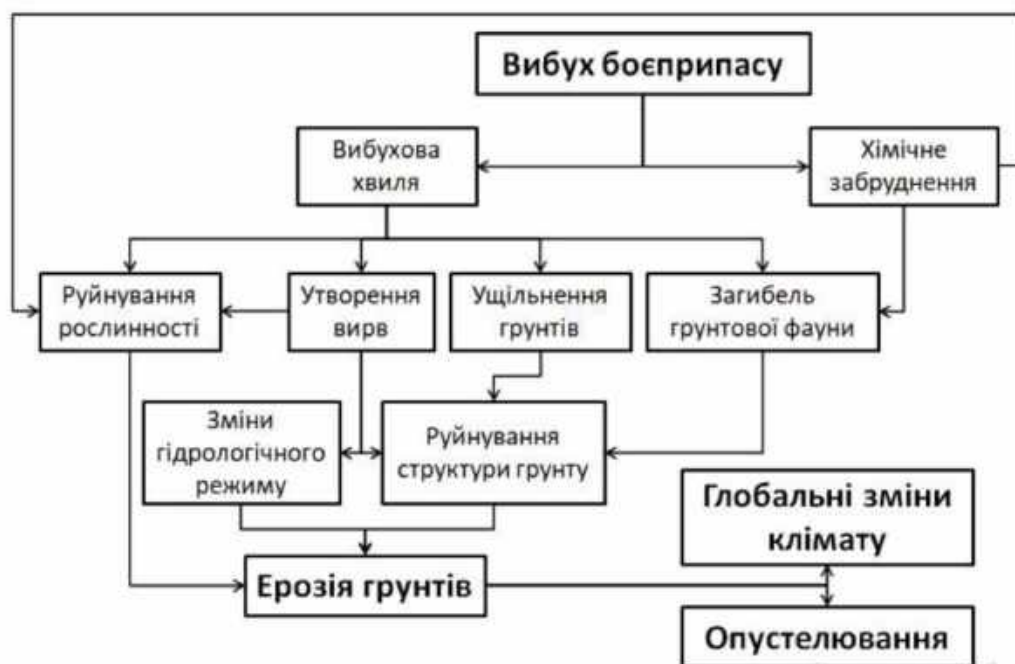 Вибух боєприпасу
Вибухова
хвиля
Хімічне
забруднення
Руйнування
рослинності
Утворення
вирв
Ущільнення
грунтів
Загибель
грунтової фауни
Зміни
гідрологічного
режиму
Руйнування
структури грунту
Глобальні зміни
клімату
Ерозія грунтів
Опустелювання